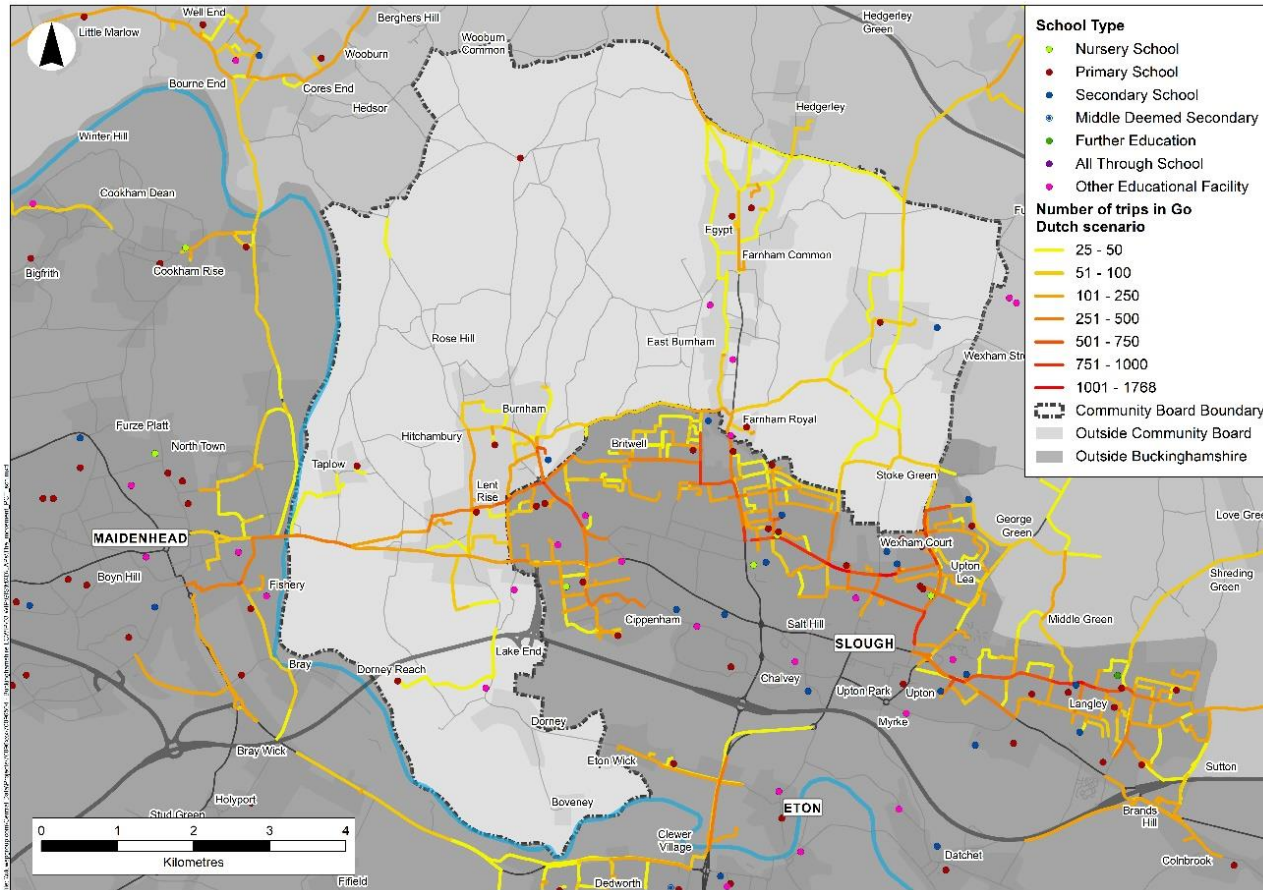 Little Marlow
Well End
Berghers Hill
Wooburn
Common
Hedgerley
Green
Wooburn
Bourne End
Cores End
Hedsor
Hedgerley
Winter Hill
Cookham Dean
Egypt
Bigfrith
Cookham Rise
Farnham Common
Rose Hill
East Burnham
Wexham Stre
Furze Platt
North Town
Burnham
Hitchambury
Farnham Royal
Britwell
Taplow
Lent
Rise
Stoke Green
MAIDENHEAD
Wexham Court
George
Green
Love Gree
Boyn Hill
Fishery
Upton
Lea
Shreding
Green
Cippenham
Salt Hill
Middle Green
SLOUGH
Bray
Lake End
Dorney Reach
Chalvey
Upton Park
Upton
Langley
Myrke
Dorney
Bray Wick
Eton Wick
Sutton
Holyport
Stud Green
Boveney
ETON
Brands
Hill
Clewer
Village
Datchet
Colnbrook
Fifield
Dedworth
0 1 2 3 4
Kilometres
School Type
Nursery School
Primary School
Secondary School
Middle Deemed Secondary
Further Education
All Through School
Other Educational Facility
Number of trips in Go
Dutch scenario
25 - 50
51 - 100
101 - 250
251 - 500
501 - 750
751 - 1000
1001 - 1768
Community Board Boundary
Outside Community Board
Outside Buckinghamshire